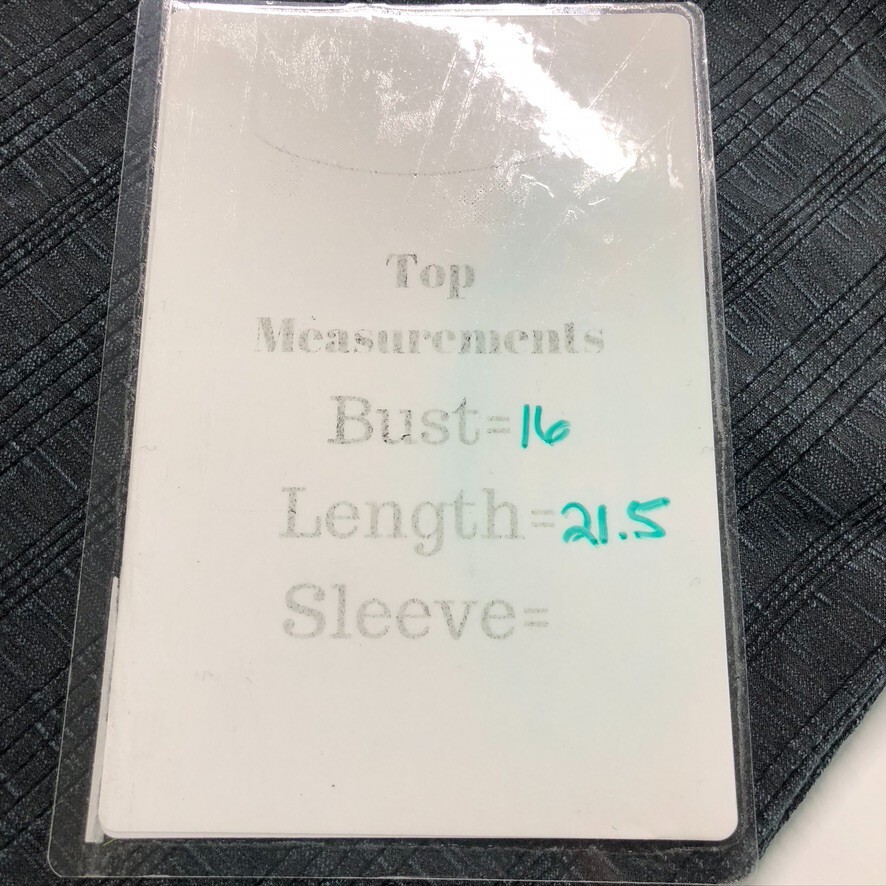 Top
Measurements
Bust=16
Length=21.5
Sleeve=